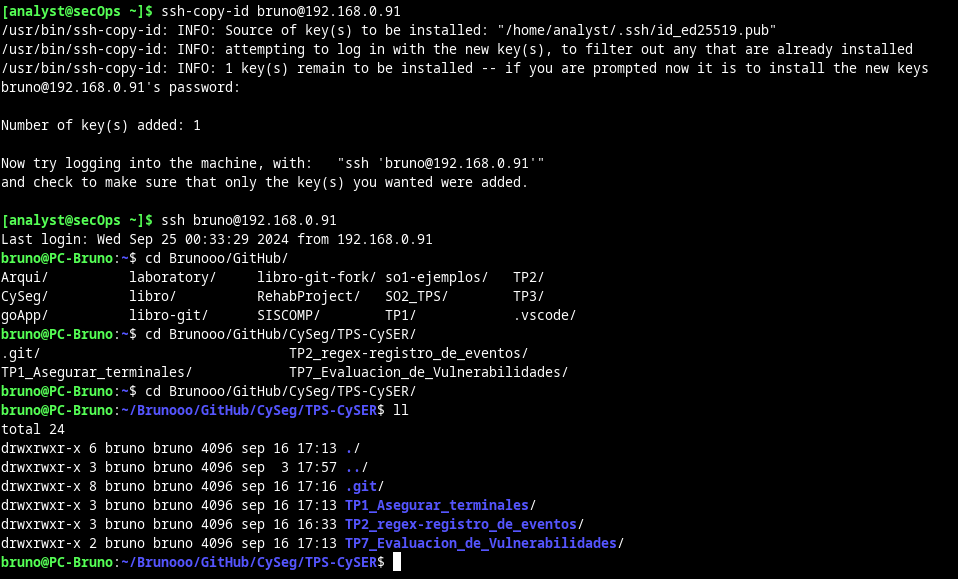 [analyst@secOps ~]$ ssh-copy-id bruno@192.168.0.91
/usr/bin/ssh-copy-id: INFO: Source of key(s) to be installed: "/home/analyst/.ssh/id_ed25519.pub"
/usr/bin/ssh-copy-id: INFO: attempting to log in with the new key(s), to filter out any that are already installed
/usr/bin/ssh-copy-id: INFO: 1 key(s) remain to be installed -- if you are prompted now it is to install the new keys
bruno@192.168.0.91's password:
Number of key(s) added: 1
Now try logging into the machine, with:   "ssh 'bruno@192.168.0.91'"
and check to make sure that only the key(s) you wanted were added.
[analyst@secOps ~]$ ssh bruno@192.168.0.91
Last login: Wed Sep 25 00:33:29 2024 from 192.168.0.91
bruno@PC-Bruno:~$ cd Brunooo/GitHub/
Arqui/          laboratory/     libro-git-fork/ so1-ejemplos/   TP2/
CySeg/          libro/          RehabProject/   SO2_TPS/        TP3/
goApp/          libro-git/      SISCOMP/        TP1/            .vscode/
bruno@PC-Bruno:~$ cd Brunooo/GitHub/CySeg/TPS-CySER/
.git/                               TP2_regex-registro_de_eventos/
TP1_Asegurar_terminales/            TP7_Evaluacion_de_Vulnerabilidades/
bruno@PC-Bruno:~$ cd Brunooo/GitHub/CySeg/TPS-CySER/
bruno@PC-Bruno:~/Brunooo/GitHub/CySeg/TPS-CySER$ ll
total 24
drwxrwxr-x 6 bruno bruno 4096 sep 16 17:13 ./
drwxrwxr-x 3 bruno bruno 4096 sep  3 17:57 ../
drwxrwxr-x 8 bruno bruno 4096 sep 16 17:16 .git/
drwxrwxr-x 3 bruno bruno 4096 sep 16 17:13 TP1_Asegurar_terminales/
drwxrwxr-x 3 bruno bruno 4096 sep 16 16:33 TP2_regex-registro_de_eventos/
drwxrwxr-x 2 bruno bruno 4096 sep 16 17:13 TP7_Evaluacion_de_Vulnerabilidades/
bruno@PC-Bruno:~/Brunooo/GitHub/CySeg/TPS-CySER$